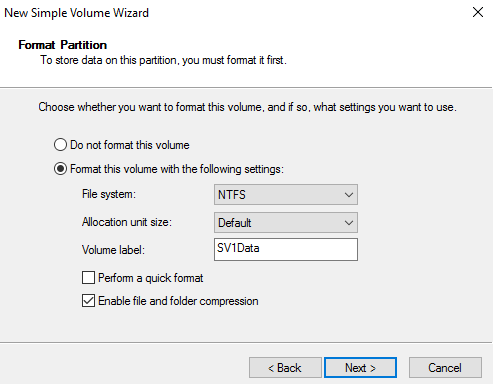 New Simple Volume Wizard
Format Partition
To store data on this partition, you must format it first.
Choose whether you want to format this volume, and if so, what settings you want to use.
Do not format this volume
Format this volume with the following settings:
File system: NTFS
Allocation unit size: Default
Volume label: SV1Data
Perform a quick format
Enable file and folder compression
< Back Next > Cancel